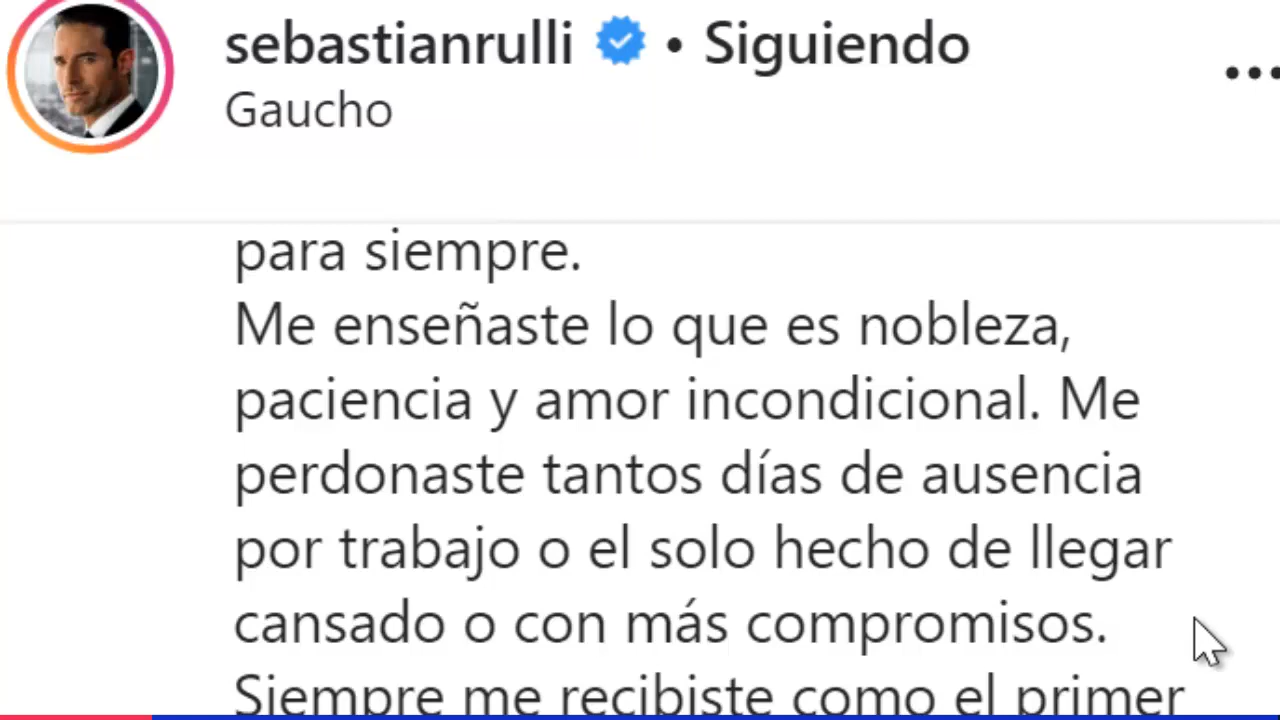 sebastianrulli • Siguiendo
Gaucho
para siempre.
Me enseñaste lo que es nobleza,
paciencia y amor incondicional. Me
perdonaste tantos días de ausencia
por trabajo o el solo hecho de llegar
cansado o con más compromisos.
Siempre me recibiste como el primer